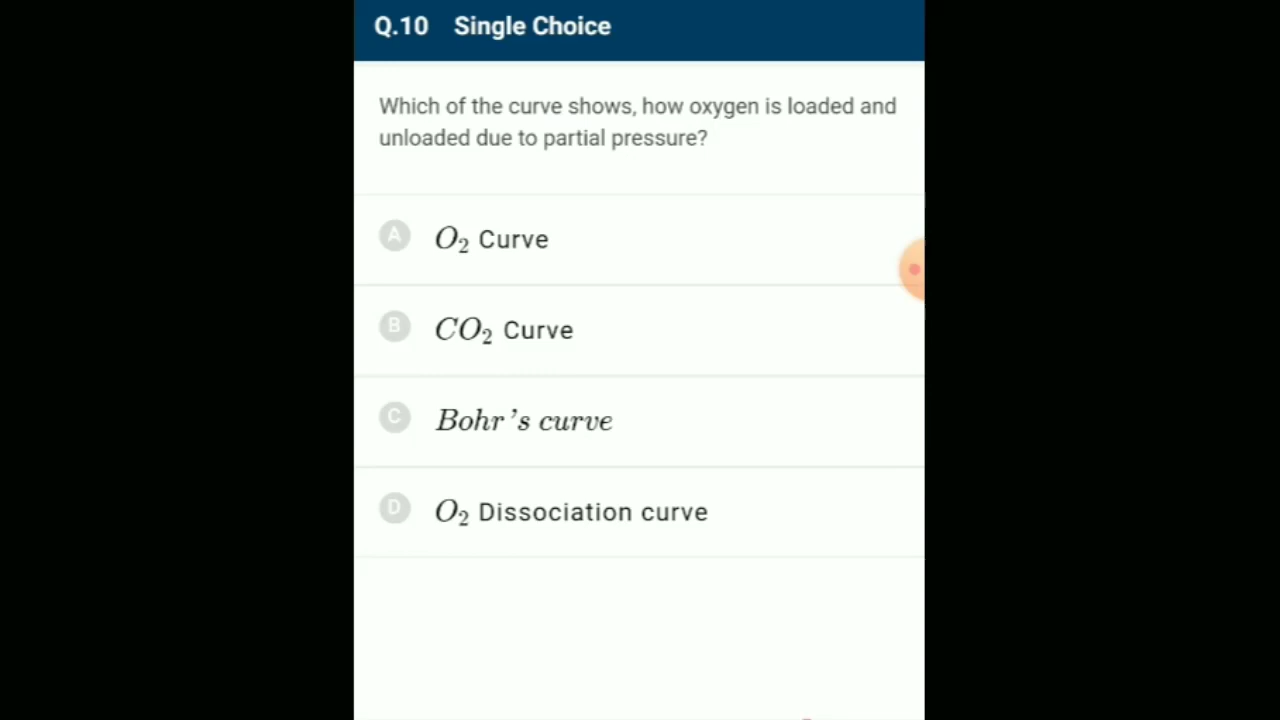 Q.10 Single Choice
Which of the curve shows, how oxygen is loaded and
unloaded due to partial pressure?
A O₂ Curve
B CO₂ Curve
C Bohr's curve
D O₂ Dissociation curve